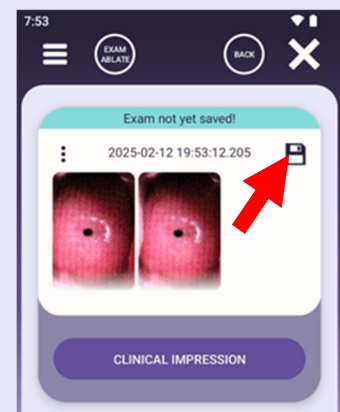 7:53
EXAM
ABLATE
BACK
Exam not yet saved!
2025-02-12 19:53:12.205
CLINICAL IMPRESSION